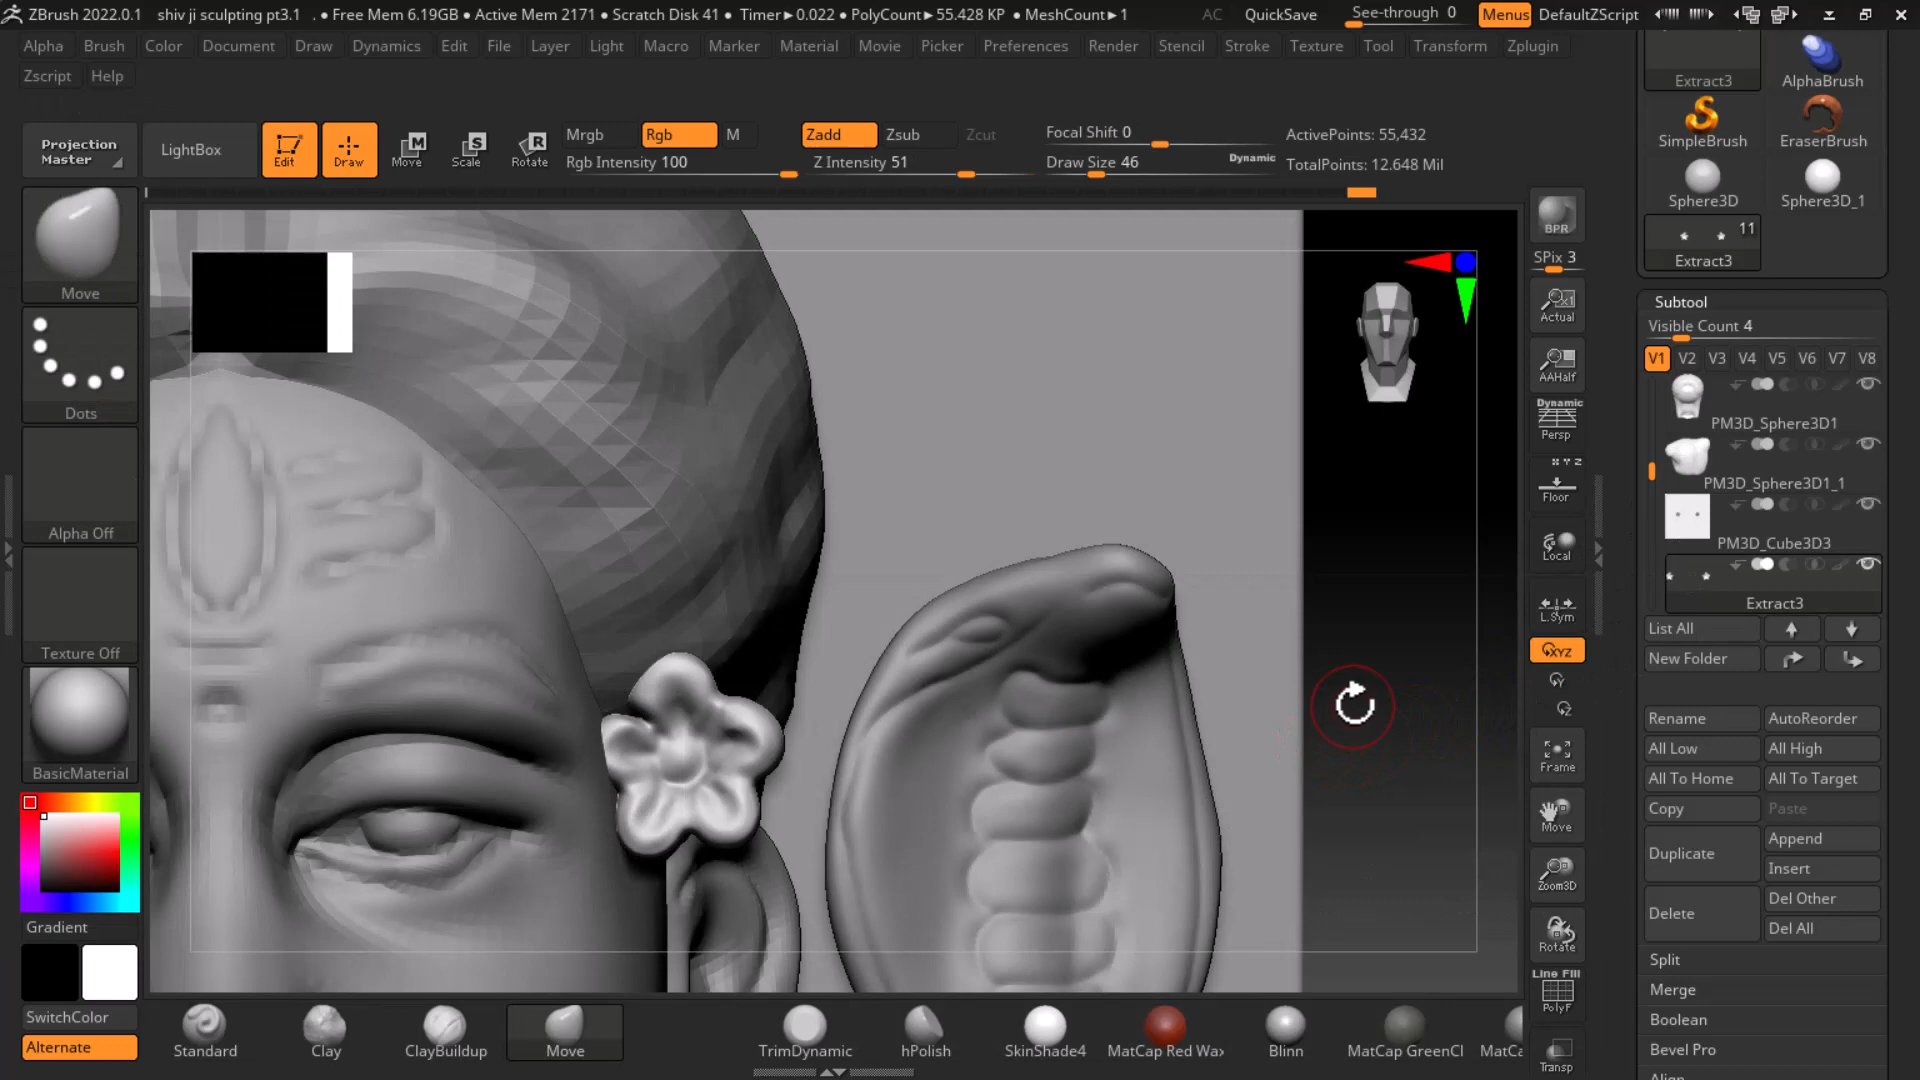 ZBrush 2022.0.1 shiv ji sculpting pt3.1 . • Free Mem 6.19GB • Active Mem 2171 • Scratch Disk 41 • Timer▶0.022 • PolyCount▶55.428 KP • MeshCount▶1 AC QuickSave See-through 0 Menus DefaultZScript
Alpha Brush Color Document Draw Dynamics Edit File Layer Light Macro Marker Material Movie Picker Preferences Render Stencil Stroke Texture Tool Transform Zplugin
Zscript Help
Projection Master
LightBox
Edit
Draw
Move
Scale
Rotate
Mrgb Rgb M
Rgb Intensity 100
Zadd Zsub Zcut
Z Intensity 51
Focal Shift 0
Draw Size 46
Dynamic
ActivePoints: 55,432
TotalPoints: 12.648 Mil
Move
Dots
Alpha Off
Texture Off
BasicMaterial
Gradient
SwitchColor
Alternate
Standard
Clay
ClayBuildup
Move
TrimDynamic
hPolish
SkinShade4
MatCap Red Wax
Blinn
MatCap GreenCl
MatCa
BPR
SPix 3
Actual
AAHalf
Dynamic
Persp
X Y Z
Floor
Local
L.Sym
XYZ
Y
Z
Frame
Move
Zoom3D
Rotate
Line Fill
PolyF
Transp
Extract3
AlphaBrush
SimpleBrush
EraserBrush
Sphere3D
Sphere3D_1
11
Extract3
Subtool
Visible Count 4
V1 V2 V3 V4 V5 V6 V7 V8
PM3D_Sphere3D1
PM3D_Sphere3D1_1
PM3D_Cube3D3
Extract3
List All
New Folder
Rename AutoReorder
All Low All High
All To Home All To Target
Copy Paste
Duplicate
Append
Insert
Delete
Del Other
Del All
Split
Merge
Boolean
Bevel Pro
Align